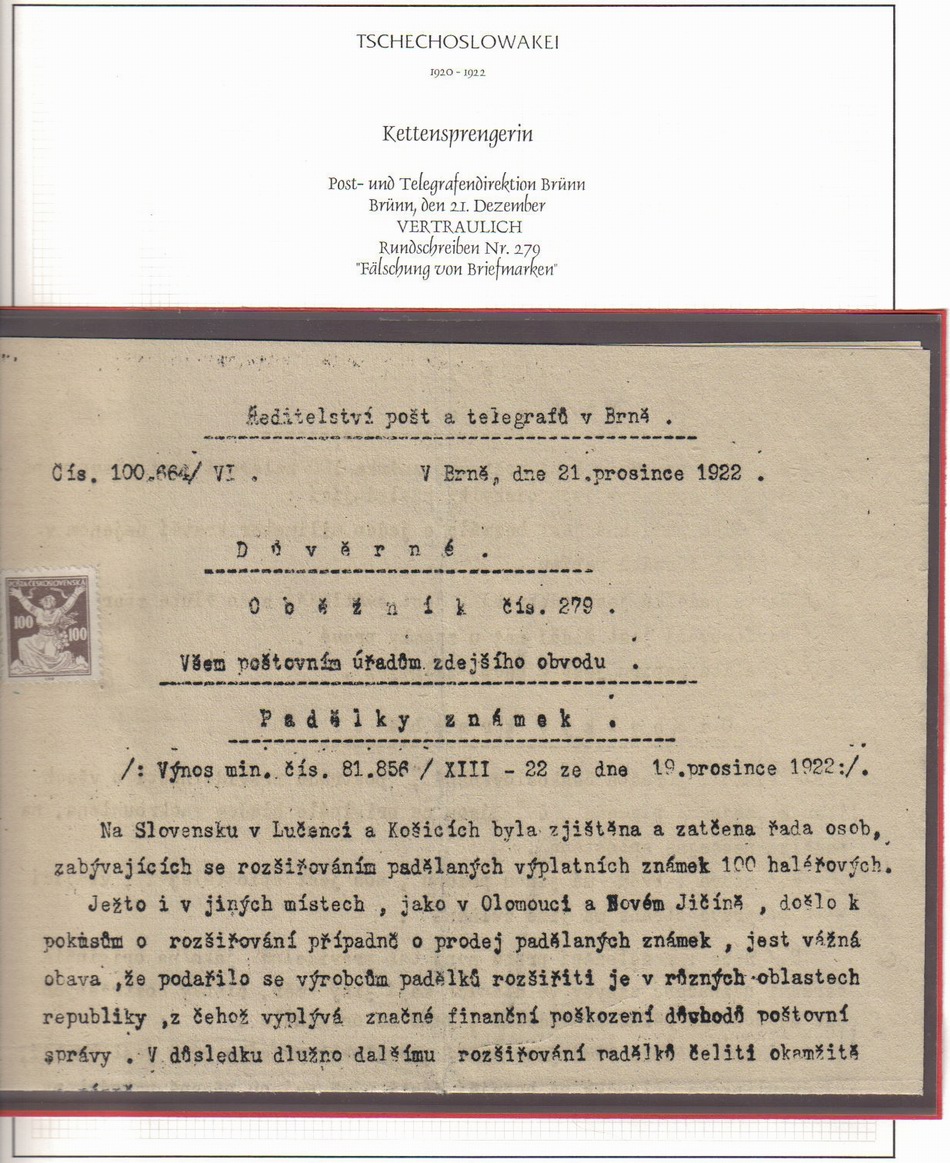 TSCHECHOSLOWAKEI
1920 - 1922
Kettensprengerin
Post- und Telegrafendirektion Brünn
Brünn, den 21. Dezember
VERTRAULICH
Rundschreiben Nr. 279
"Fälschung von Briefmarken"
Ředitelství pošt a telegrafů v Brně .
Čís. 100.664/ VI . V Brně, dne 21.prosince 1922 .
D ů v ě r n é .
O b ě ž n í k čís. 279 .
POŠTA ČESKOSLOVENSKÁ
100 100
Všem poštovním úřadům zdejšího obvodu .
P a d ě l k y z n á m e k .
/: Výnos min. čís. 81.856 / XIII - 22 ze dne 19.prosince 1922:/.
Na Slovensku v Lučenci a Košicích byla zjištěna a zatčena řada osob,
zabývajících se rozšiřováním padělaných výplatních známek 100 haléřových.
Ježto i v jiných místech , jako v Olomouci a Novém Jičíně , došlo k
pokusům o rozšiřování případně o prodej padělaných známek , jest vážná
obava ,že podařilo se výrobcům padělků rozšířiti je v různých oblastech
republiky ,z čehož vyplývá značné finanční poškození důchodů poštovní
správy . V důsledku dlužno dalšímu rozšiřování padělků čeliti okamžitě